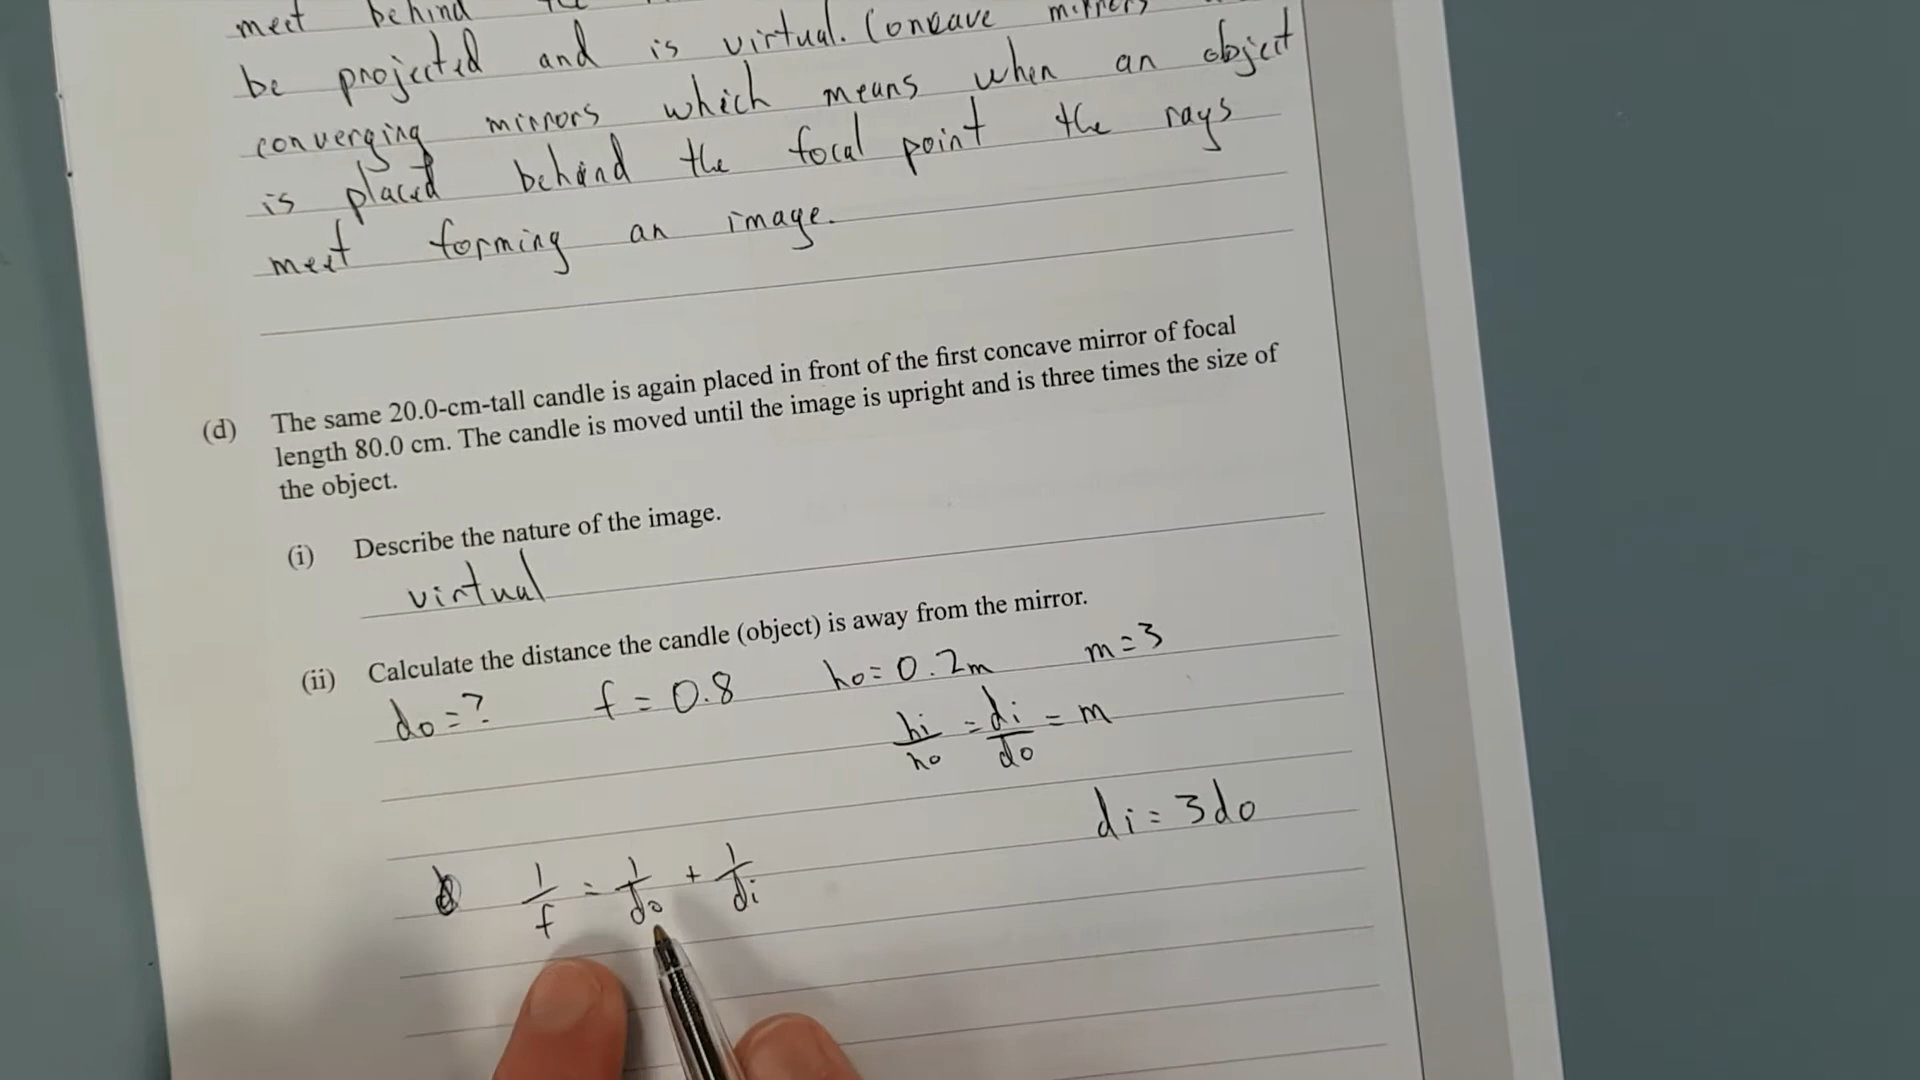 meet behind
be projected and is virtual. Concave mirrors
converging mirrors which means when an object
is placed behind the focal point the rays
meet forming an image.
(d) The same 20.0-cm-tall candle is again placed in front of the first concave mirror of focal
length 80.0 cm. The candle is moved until the image is upright and is three times the size of
the object.
(i) Describe the nature of the image.
virtual
(ii) Calculate the distance the candle (object) is away from the mirror.
do=? f = 0.8 ho= 0.2m m=3
hi/ho = di/do = m
di = 3do
1/f = 1/do + 1/di